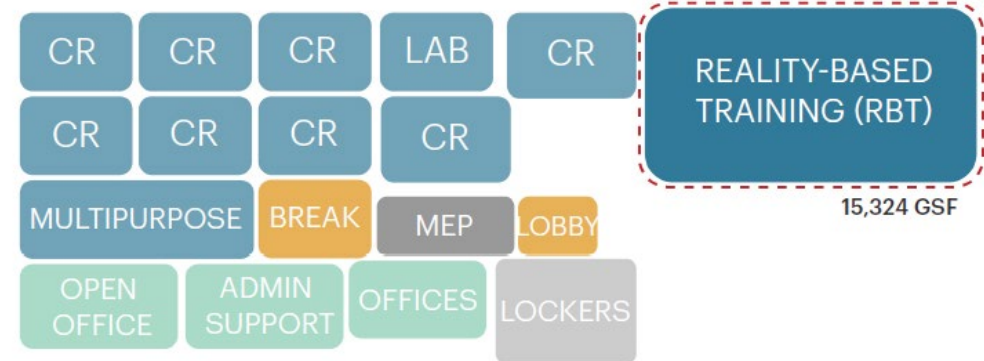 CR CR CR LAB CR
REALITY-BASED
TRAINING (RBT)
CR CR CR CR
15,324 GSF
MULTIPURPOSE BREAK MEP LOBBY
OPEN
OFFICE
ADMIN
SUPPORT
OFFICES
LOCKERS